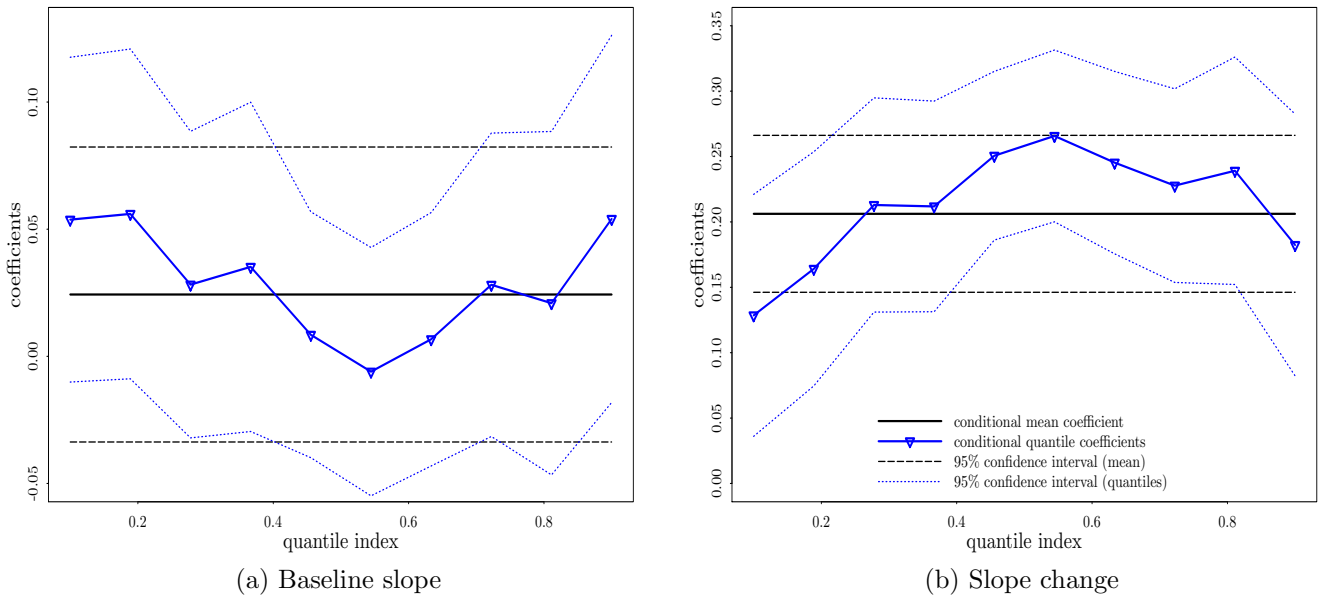 coefficients
0.10
0.05
0.00
-0.05
0.2
0.4
0.6
0.8
quantile index
(a) Baseline slope
coefficients
0.35
0.30
0.25
0.20
0.15
0.10
0.05
0.00
conditional mean coefficient
conditional quantile coefficients
95% confidence interval (mean)
95% confidence interval (quantiles)
0.2
0.4
0.6
0.8
quantile index
(b) Slope change